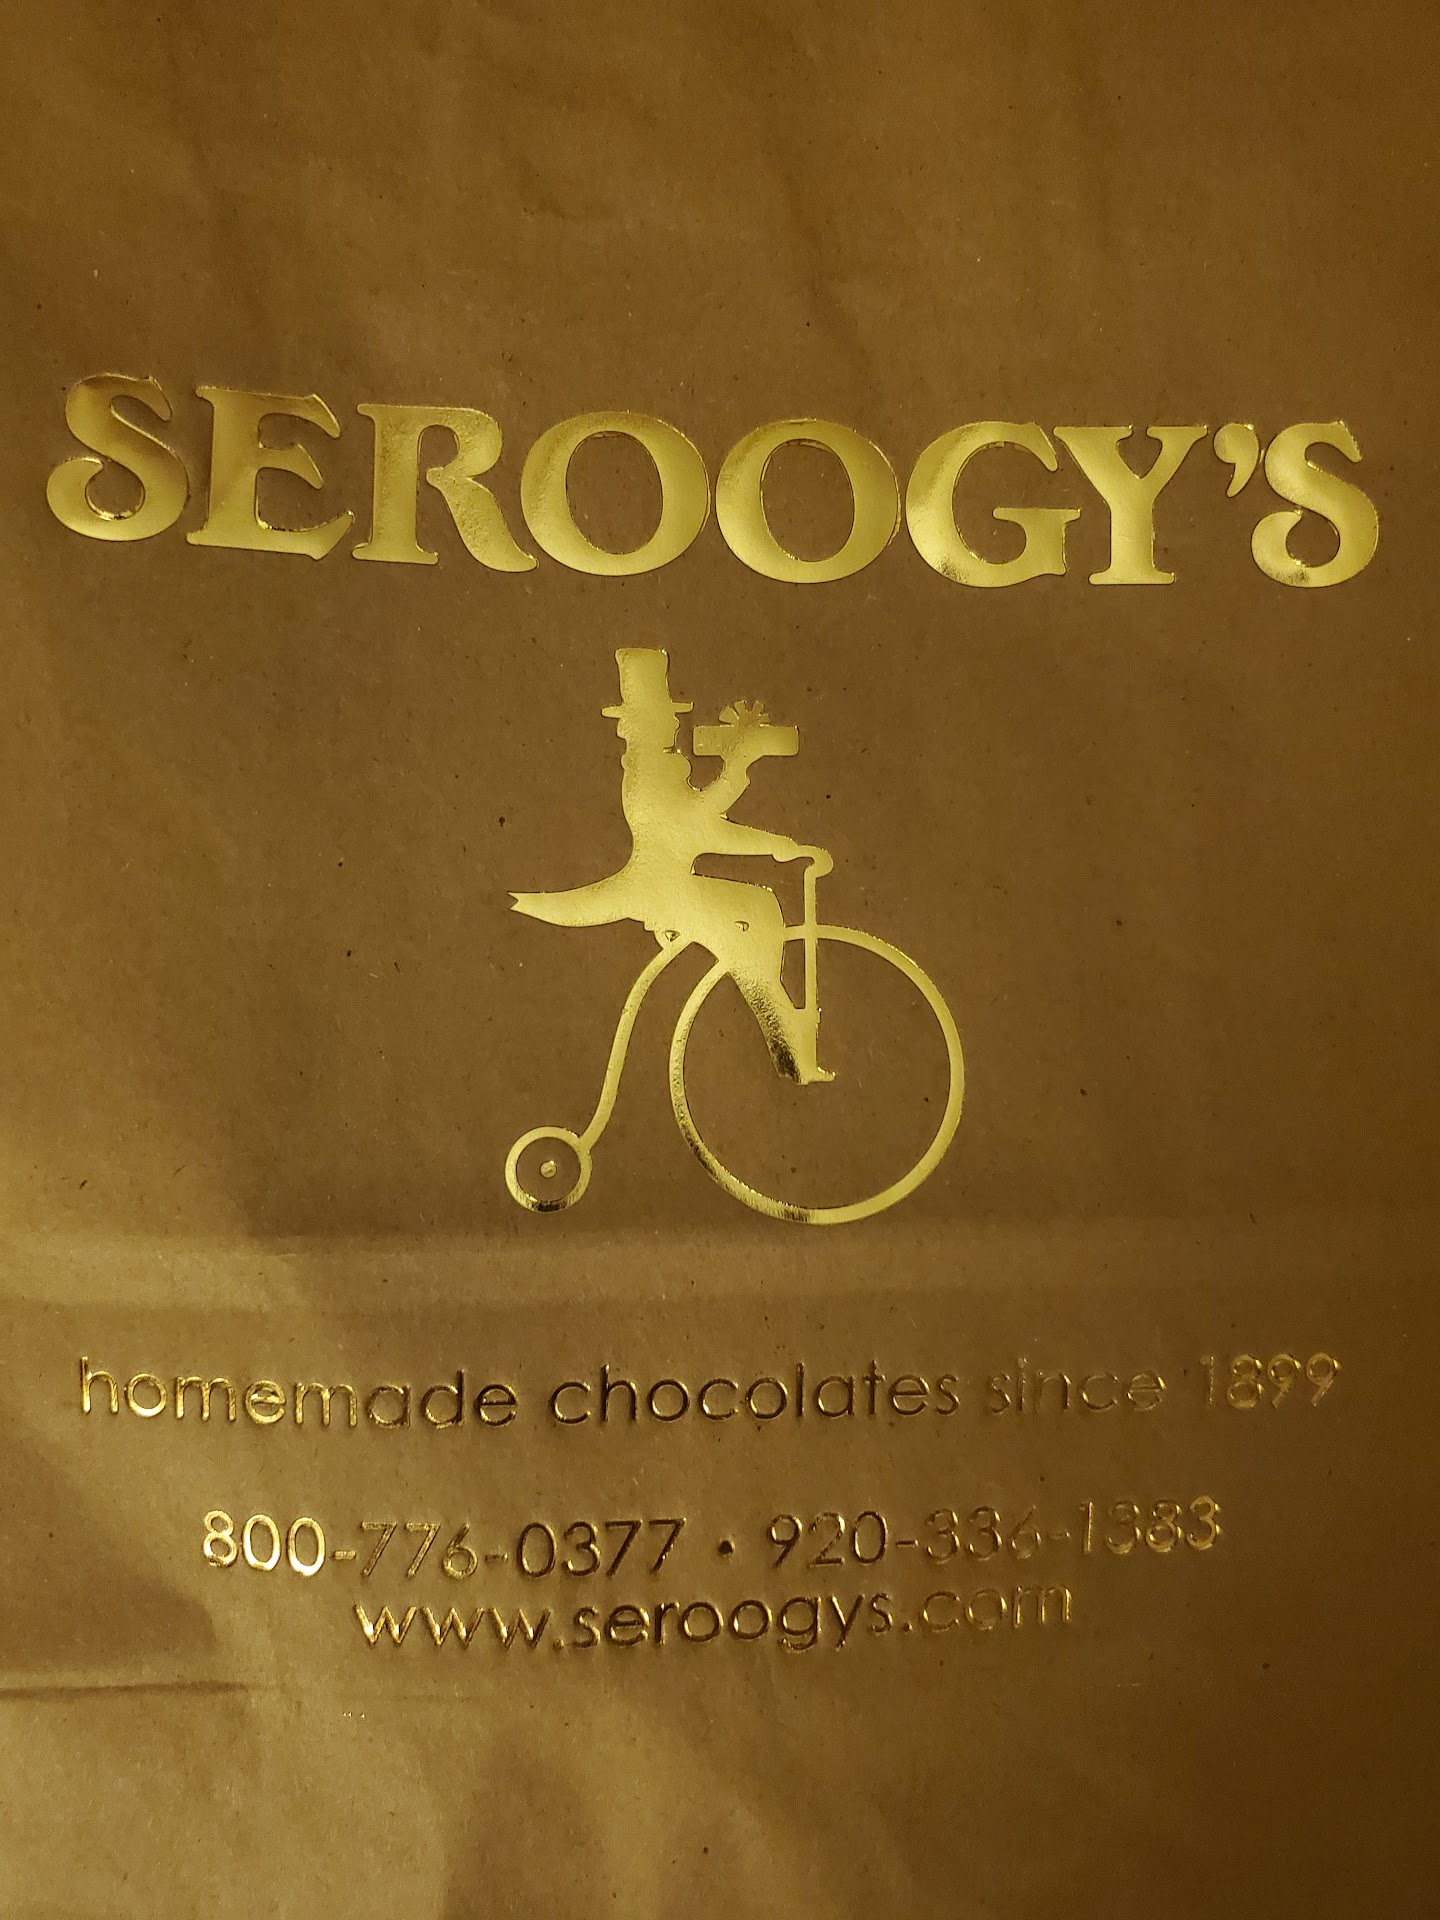 SEROOGY'S
homemade chocolates since 1899
800-776-0377 • 920-336-1383
www.seroogys.com